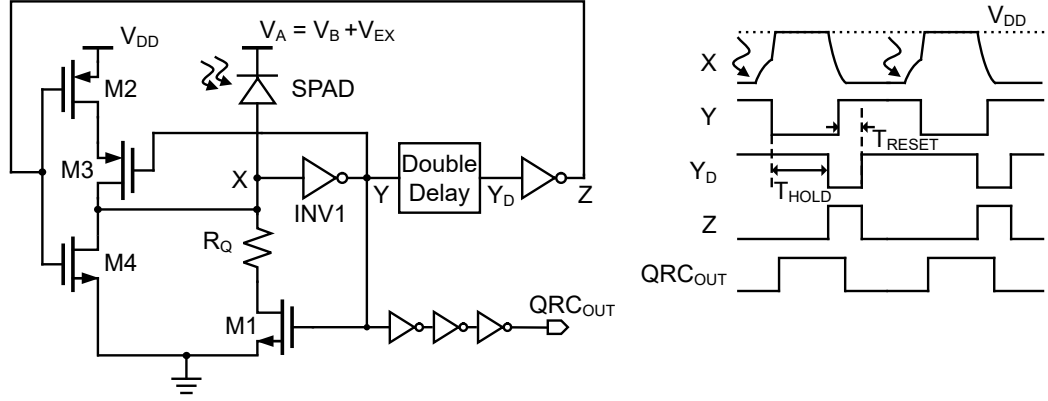 V_A = V_B + V_EX
V_DD
M2
SPAD
M3
X
INV1
Y
Double
Delay
Y_D
Z
R_Q
M4
M1
QRC_OUT
V_DD
X
Y
T_RESET
Y_D
T_HOLD
Z
QRC_OUT